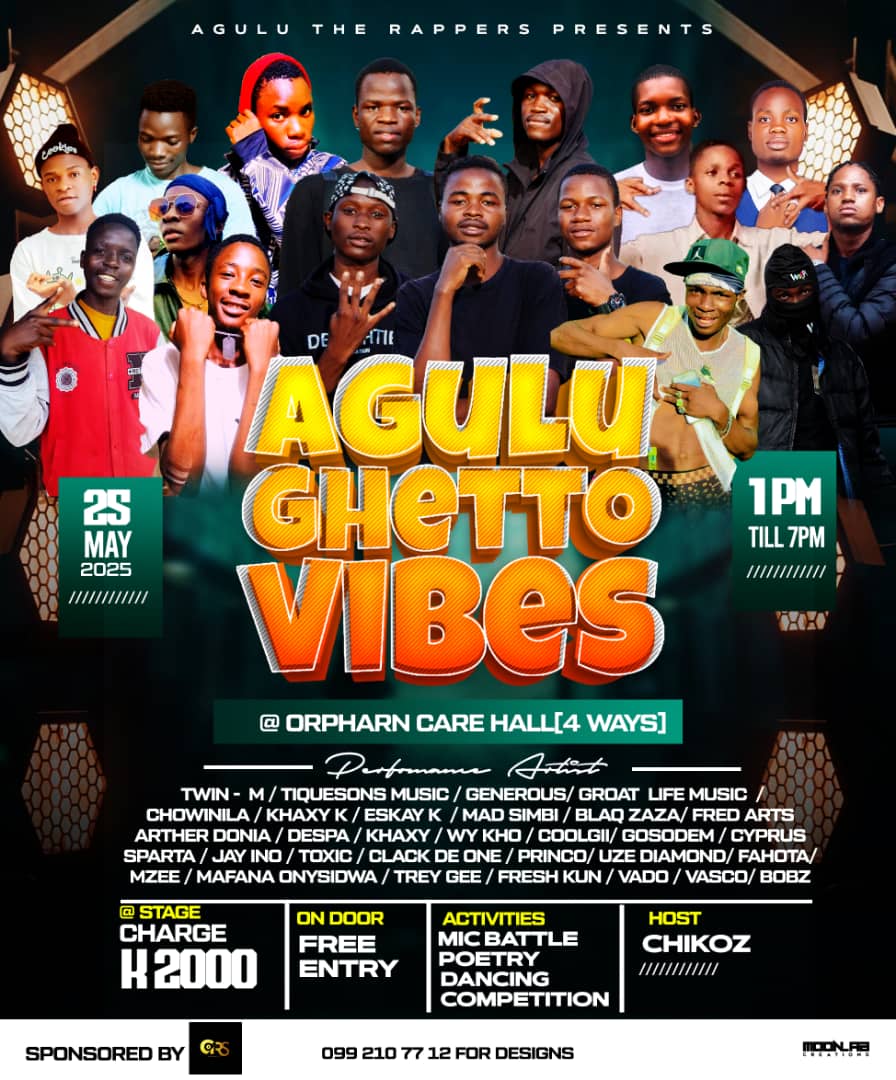 AGULU THE RAPPERS PRESENTS
Cookies
AGULU
GHETTO
VIBES
25
MAY
2025
////////////
1PM
TILL 7PM
////////////
@ ORPHARN CARE HALL[4 WAYS]
Perfomame Artist
TWIN - M / TIQUESONS MUSIC / GENEROUS/ GROAT LIFE MUSIC /
CHOWINILA / KHAXY K / ESKAY K / MAD SIMBI / BLAQ ZAZA/ FRED ARTS
ARTHER DONIA / DESPA / KHAXY / WY KHO / COOLGII/ GOSODEM / CYPRUS
SPARTA / JAY INO / TOXIC / CLACK DE ONE / PRINCO/ UZE DIAMOND/ FAHOTA/
MZEE / MAFANA ONYSIDWA / TREY GEE / FRESH KUN / VADO / VASCO/ BOBZ
@ STAGE
CHARGE
K 2000
ON DOOR
FREE
ENTRY
ACTIVITIES
MIC BATTLE
POETRY
DANCING
COMPETITION
HOST
CHIKOZ
////////////
SPONSORED BY
099 210 77 12 FOR DESIGNS
MOONLAB
CREATIONS